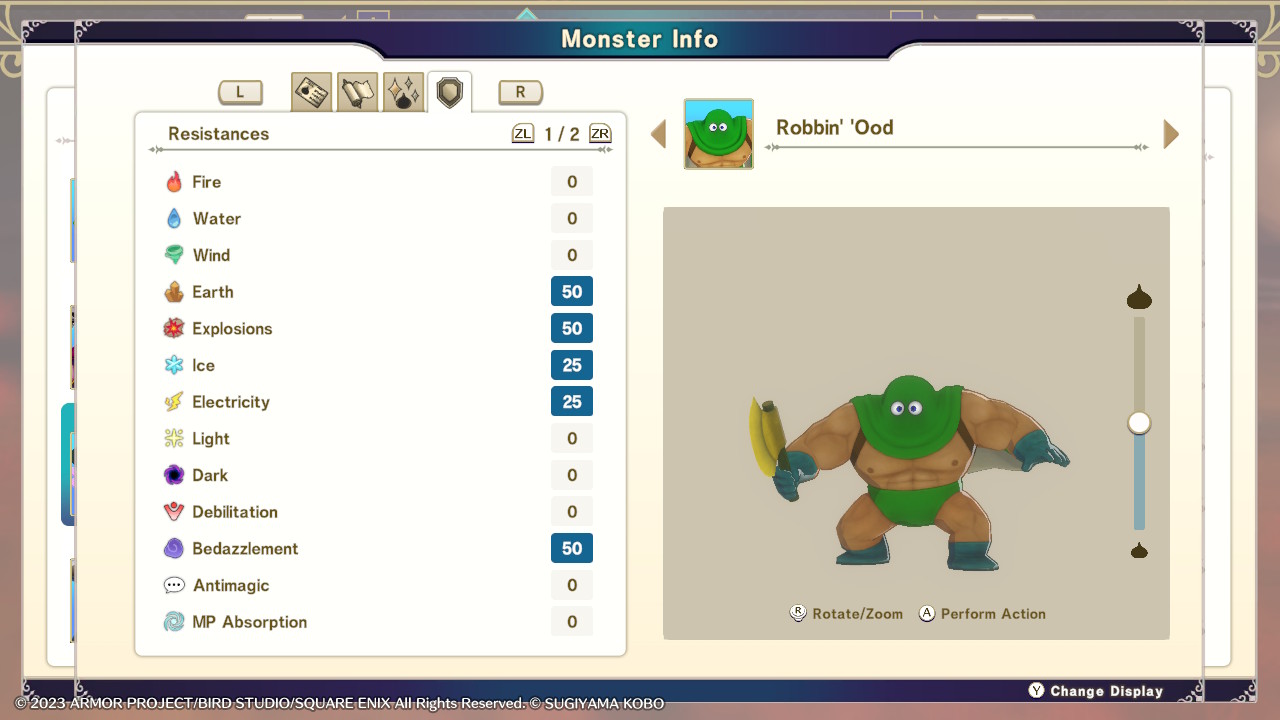 Monster Info
L
R
Resistances
ZL 1 / 2 ZR
Robbin' 'Ood
Fire 0
Water 0
Wind 0
Earth 50
Explosions 50
Ice 25
Electricity 25
Light 0
Dark 0
Debilitation 0
Bedazzlement 50
Antimagic 0
MP Absorption 0
R Rotate/Zoom A Perform Action
Y Change Display
© 2023 ARMOR PROJECT/BIRD STUDIO/SQUARE ENIX All Rights Reserved. © SUGIYAMA KOBO